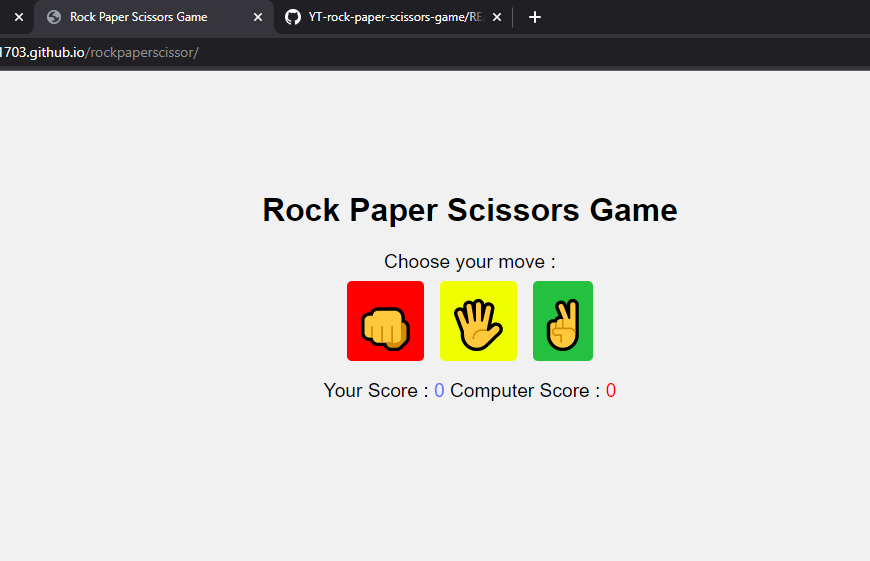 Rock Paper Scissors Game
YT-rock-paper-scissors-game/RE
1703.github.io/rockpaperscissor/
Rock Paper Scissors Game
Choose your move :
Your Score : 0 Computer Score : 0